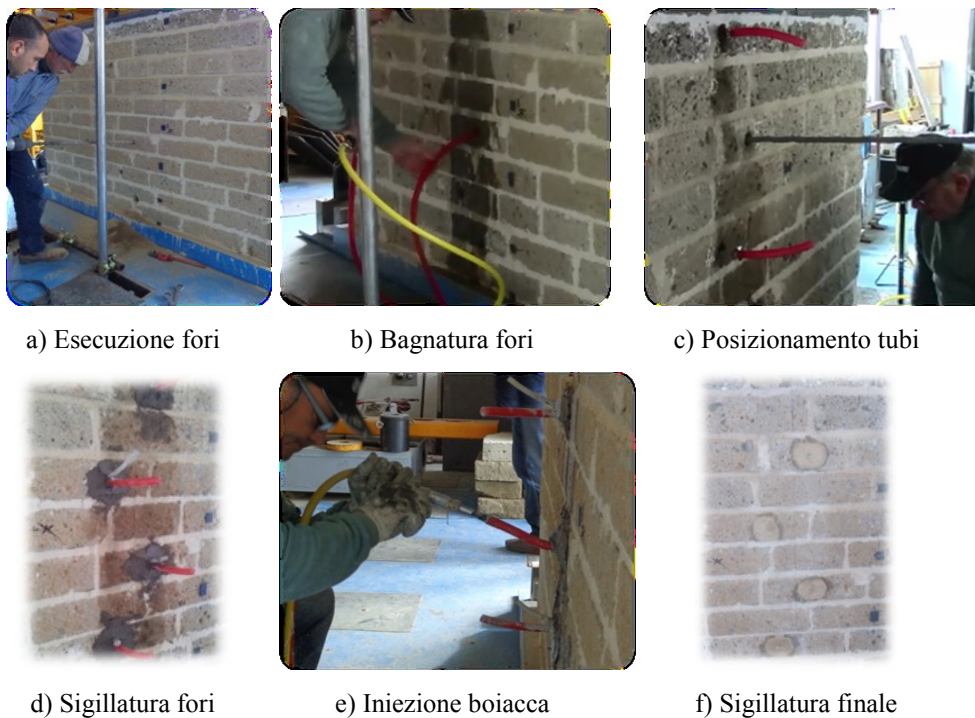 a) Esecuzione fori
b) Bagnatura fori
c) Posizionamento tubi
d) Sigillatura fori
e) Iniezione boiacca
f) Sigillatura finale